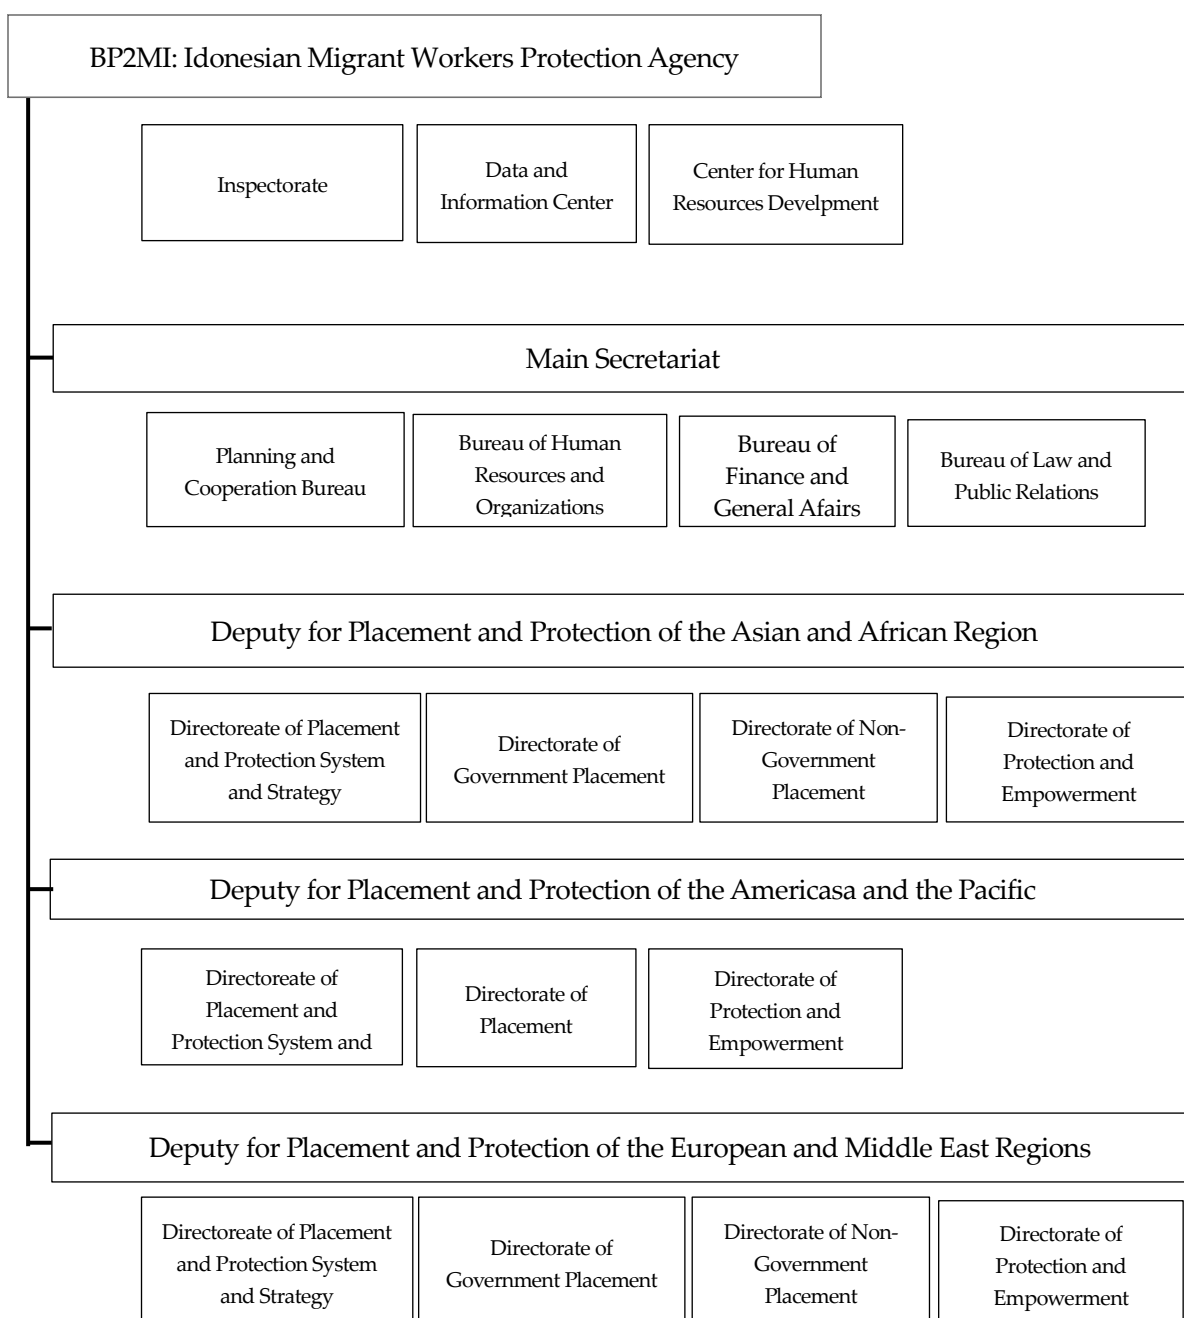 BP2MI: Idonesian Migrant Workers Protection Agency
Inspectorate
Data and
Information Center
Center for Human
Resources Develpment
Main Secretariat
Planning and
Cooperation Bureau
Bureau of Human
Resources and
Organizations
Bureau of
Finance and
General Afairs
Bureau of Law and
Public Relations
Deputy for Placement and Protection of the Asian and African Region
Directoreate of Placement
and Protection System
and Strategy
Directorate of
Government Placement
Directorate of Non-
Government
Placement
Directorate of
Protection and
Empowerment
Deputy for Placement and Protection of the Americasa and the Pacific
Directoreate of
Placement and
Protection System and
Directorate of
Placement
Directorate of
Protection and
Empowerment
Deputy for Placement and Protection of the European and Middle East Regions
Directoreate of Placement
and Protection System
and Strategy
Directorate of
Government Placement
Directorate of Non-
Government
Placement
Directorate of
Protection and
Empowerment